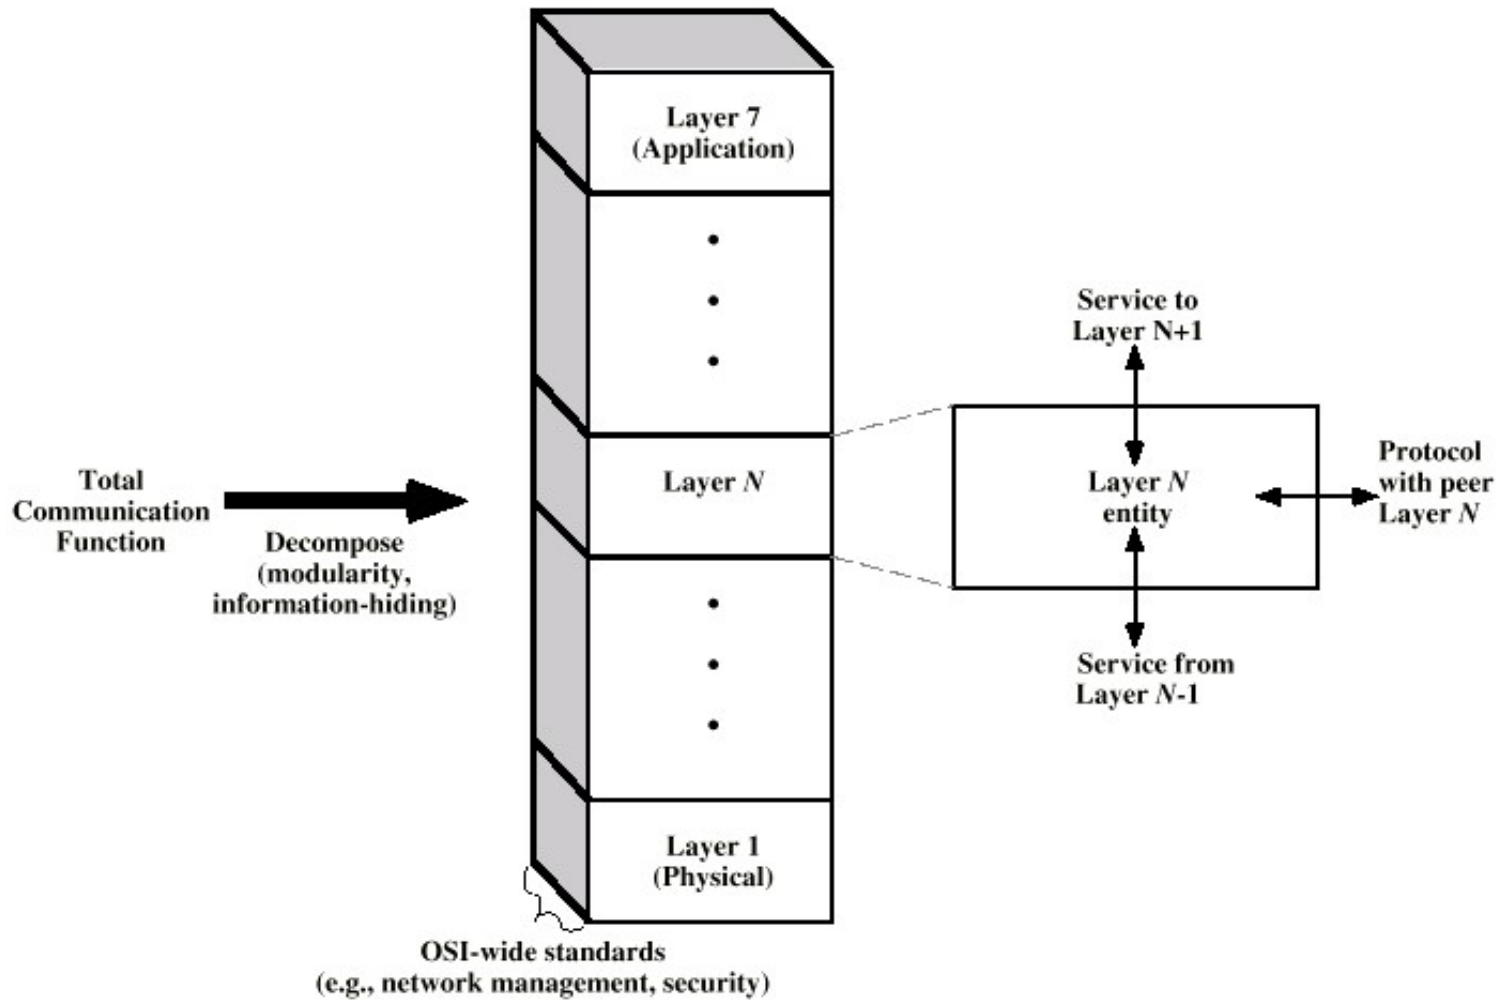 Layer 7
(Application)
Service to
Layer N+1
Total
Communication
Function
Decompose
(modularity,
information-hiding)
Layer N
Layer N
entity
Protocol
with peer
Layer N
Service from
Layer N-1
Layer 1
(Physical)
OSI-wide standards
(e.g., network management, security)